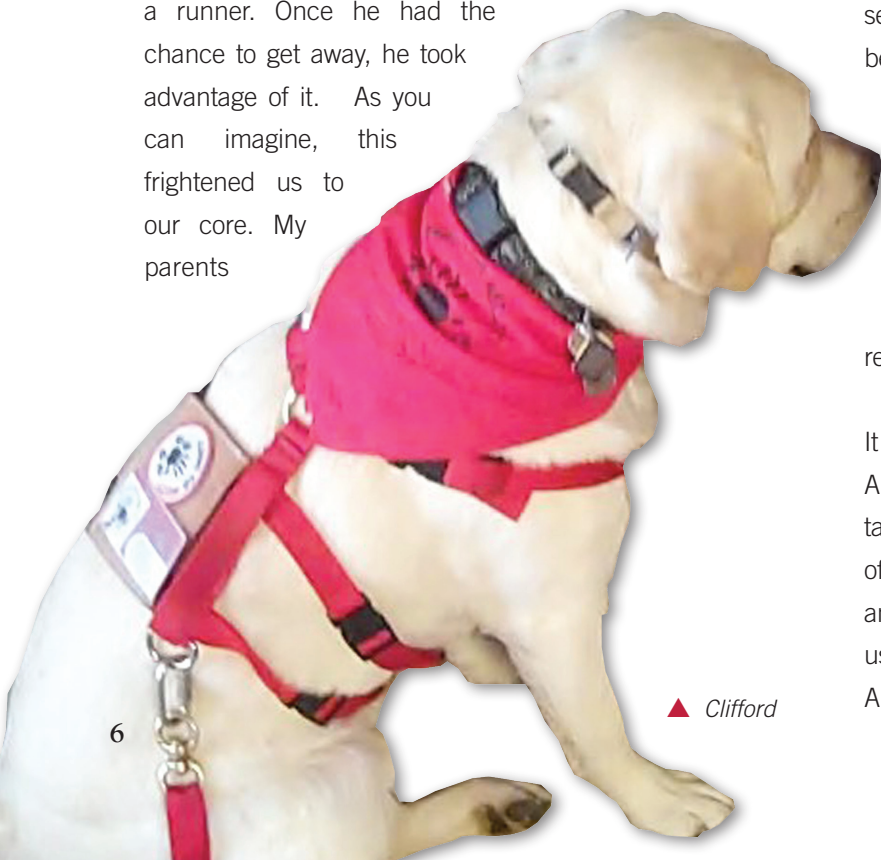 a runner. Once he had the
chance to get away, he took
advantage of it. As you
can imagine, this
frightened us to
our core. My
parents
6
▲ Clifford
It